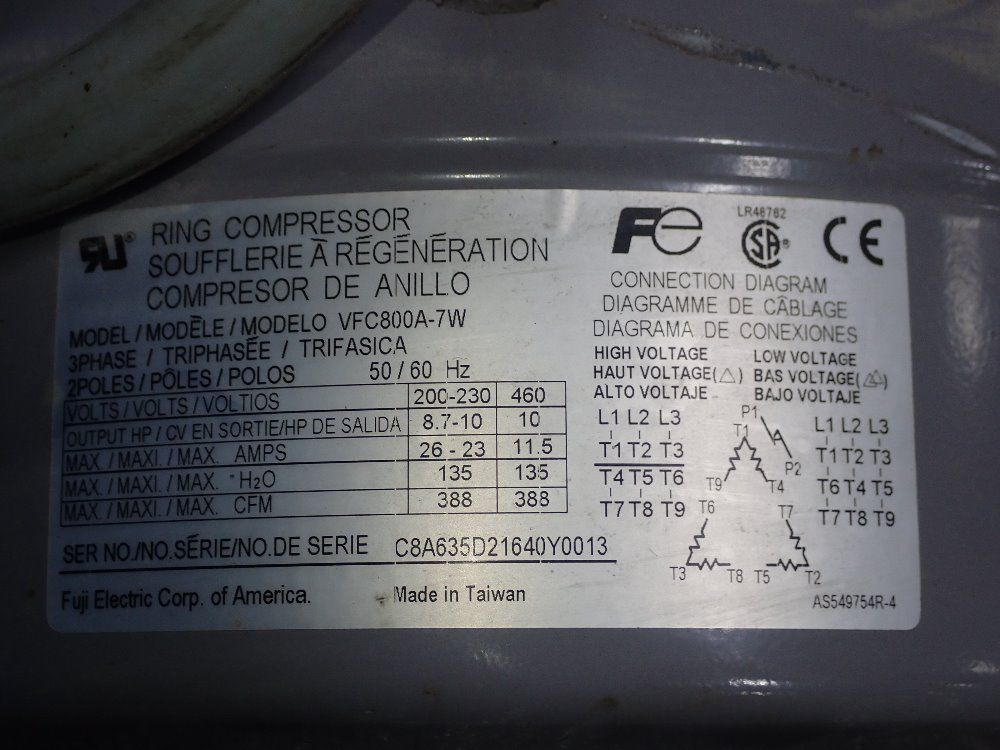 RU
RING COMPRESSOR
SOUFFLERIE À RÉGÉNÉRATION
COMPRESOR DE ANILLO
MODEL / MODÈLE / MODELO VFC800A-7W
3PHASE / TRIPHASÉE / TRIFASICA
2POLES / PÔLES / POLOS 50 / 60 Hz
VOLTS / VOLTS / VOLTIOS 200-230 460
OUTPUT HP / CV EN SORTIE/HP DE SALIDA 8.7-10 10
MAX. / MAXI. / MAX. AMPS 26 - 23 11.5
MAX. / MAXI. / MAX. H₂O 135 135
MAX. / MAXI. / MAX. CFM 388 388
SER NO./NO.SÉRIE/NO.DE SERIE C8A635D21640Y0013
Fuji Electric Corp. of America. Made in Taiwan
Fe
LR48762
SA ®
CE
CONNECTION DIAGRAM
DIAGRAMME DE CÂBLAGE
DIAGRAMA DE CONEXIONES
HIGH VOLTAGE
HAUT VOLTAGE(△)
ALTO VOLTAJE
LOW VOLTAGE
BAS VOLTAGE(△△)
BAJO VOLTAJE
L1 L2 L3
T1 T2 T3
T4 T5 T6
T7 T8 T9
P1
T1
P2
T9 T4
T6 T7
T3 T8 T5 T2
L1 L2 L3
T1 T2 T3
T6 T4 T5
T7 T8 T9
AS549754R-4